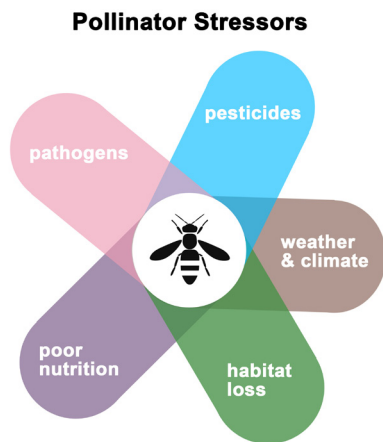 Pollinator Stressors
pesticides
pathogens
weather
& climate
poor
nutrition
habitat
loss